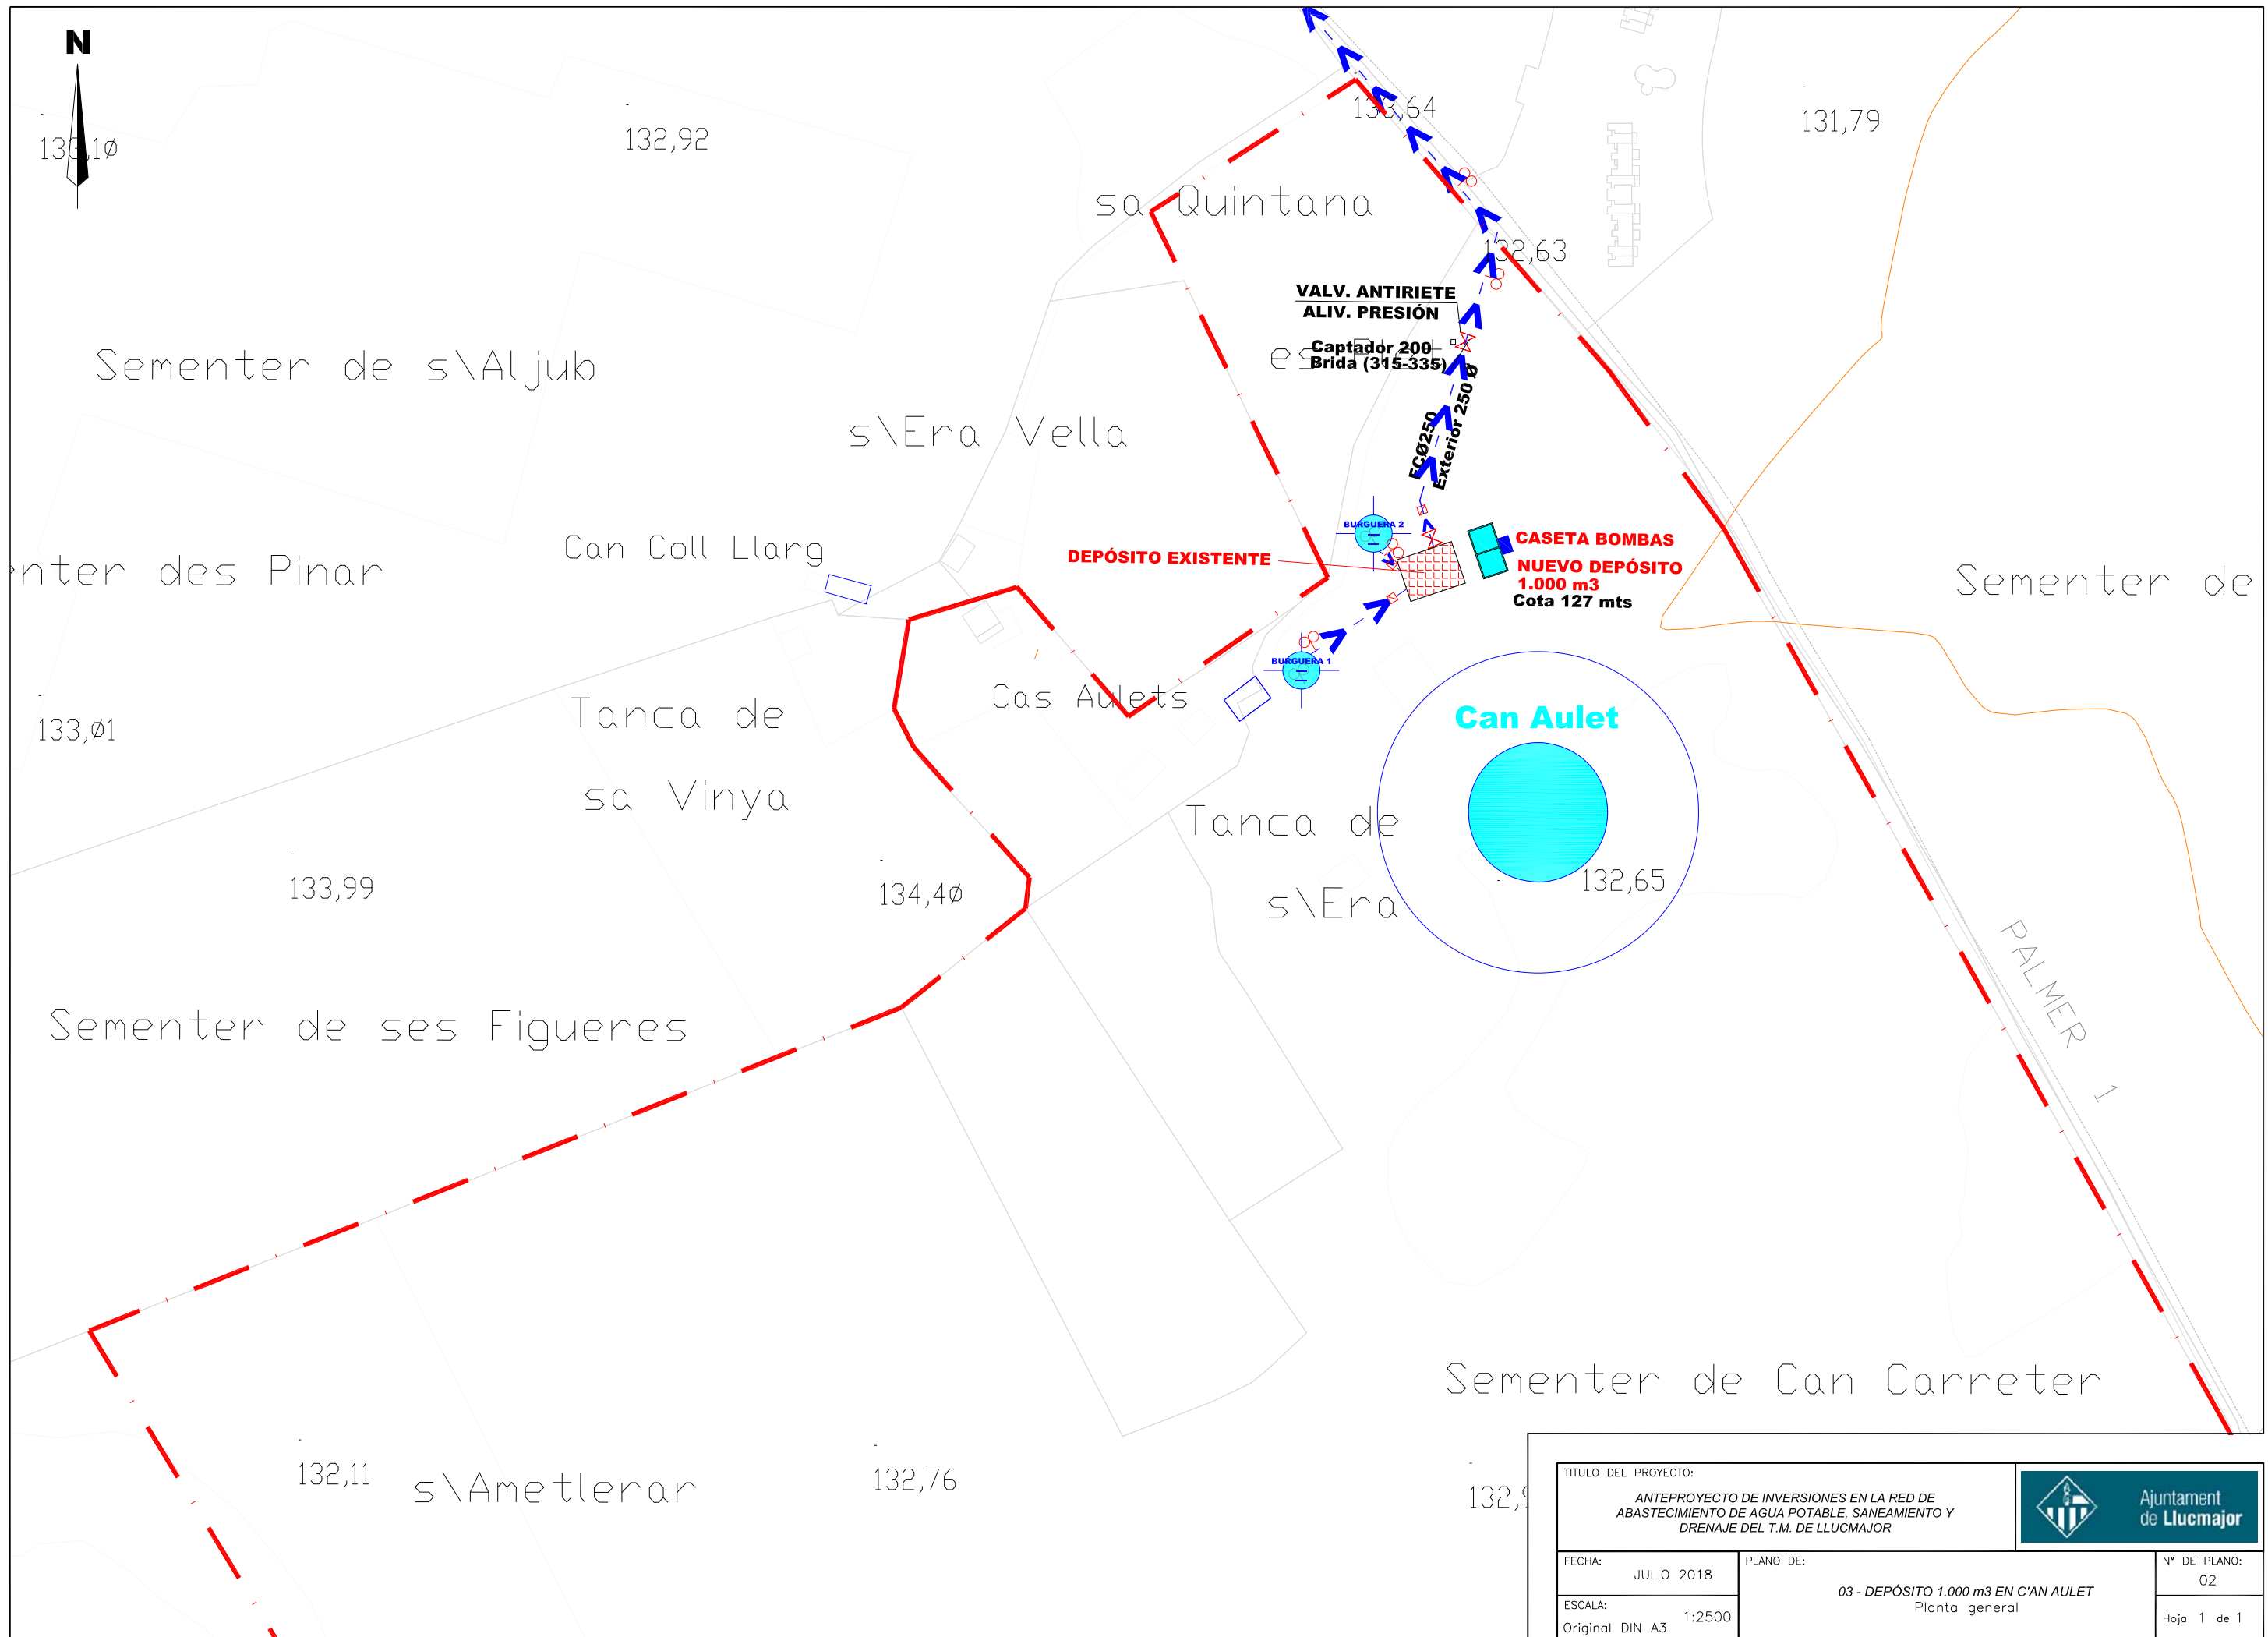 N
133,10
132,92
133,64
131,79
sa Quintana
132,63
VALV. ANTIRIETE
ALIV. PRESIÓN
Captador 200
Brida (315-335)
Sementer de s\Aljub
s\Era Vella
FCØ250
Exterior 250 Ø
BURGUERA 2
CASETA BOMBAS
Can Coll Llarg
DEPÓSITO EXISTENTE
NUEVO DEPÓSITO
1.000 m3
Cota 127 mts
nter des Pinar
Sementer de
BURGUERA 1
Cas Aulets
133,01
Tanca de
sa Vinya
Can Aulet
Tanca de
s\Era
132,65
133,99
134,40
PALMER 1
Sementer de ses Figueres
Sementer de Can Carreter
132,11
s\Ametlerar
132,76
132,9
TITULO DEL PROYECTO:
ANTEPROYECTO DE INVERSIONES EN LA RED DE
ABASTECIMIENTO DE AGUA POTABLE, SANEAMIENTO Y
DRENAJE DEL T.M. DE LLUCMAJOR
Ajuntament
de Llucmajor
FECHA:
JULIO 2018
PLANO DE:
03 - DEPÓSITO 1.000 m3 EN C'AN AULET
Planta general
N° DE PLANO:
02
ESCALA:
1:2500
Original DIN A3
Hoja 1 de 1